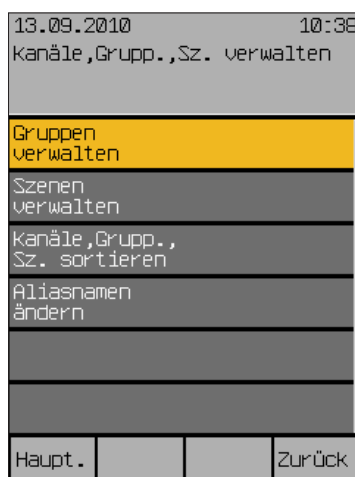 13.09.2010 10:38
Kanäle,Grupp.,Sz. verwalten
Gruppen
verwalten
Szenen
verwalten
Kanäle,Grupp.,
Sz. sortieren
Aliasnamen
ändern
Haupt. Zurück